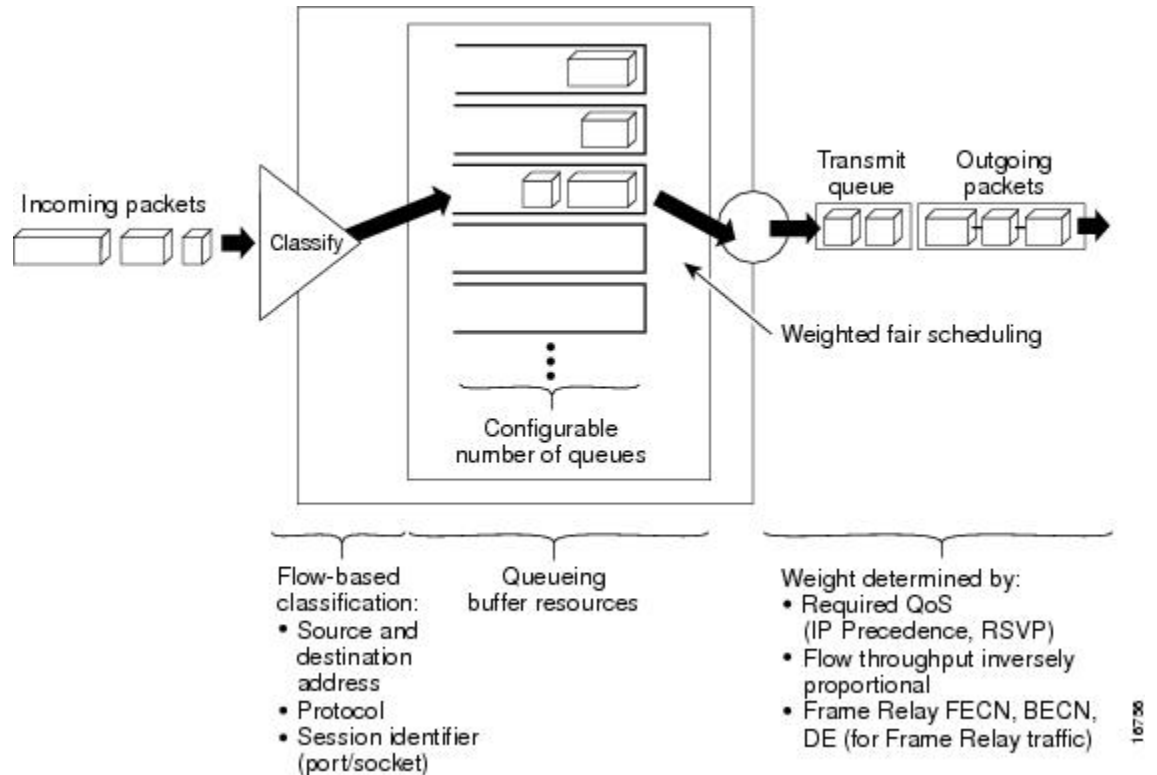 Incoming packets
Classify
Transmit
queue
Outgoing
packets
Weighted fair scheduling
Configurable
number of queues
Flow-based
classification:
• Source and
destination
address
• Protocol
• Session identifier
(port/socket)
Queueing
buffer resources
Weight determined by:
• Required QoS
(IP Precedence, RSVP)
• Flow throughput inversely
proportional
• Frame Relay FECN, BECN,
DE (for Frame Relay traffic)
16756